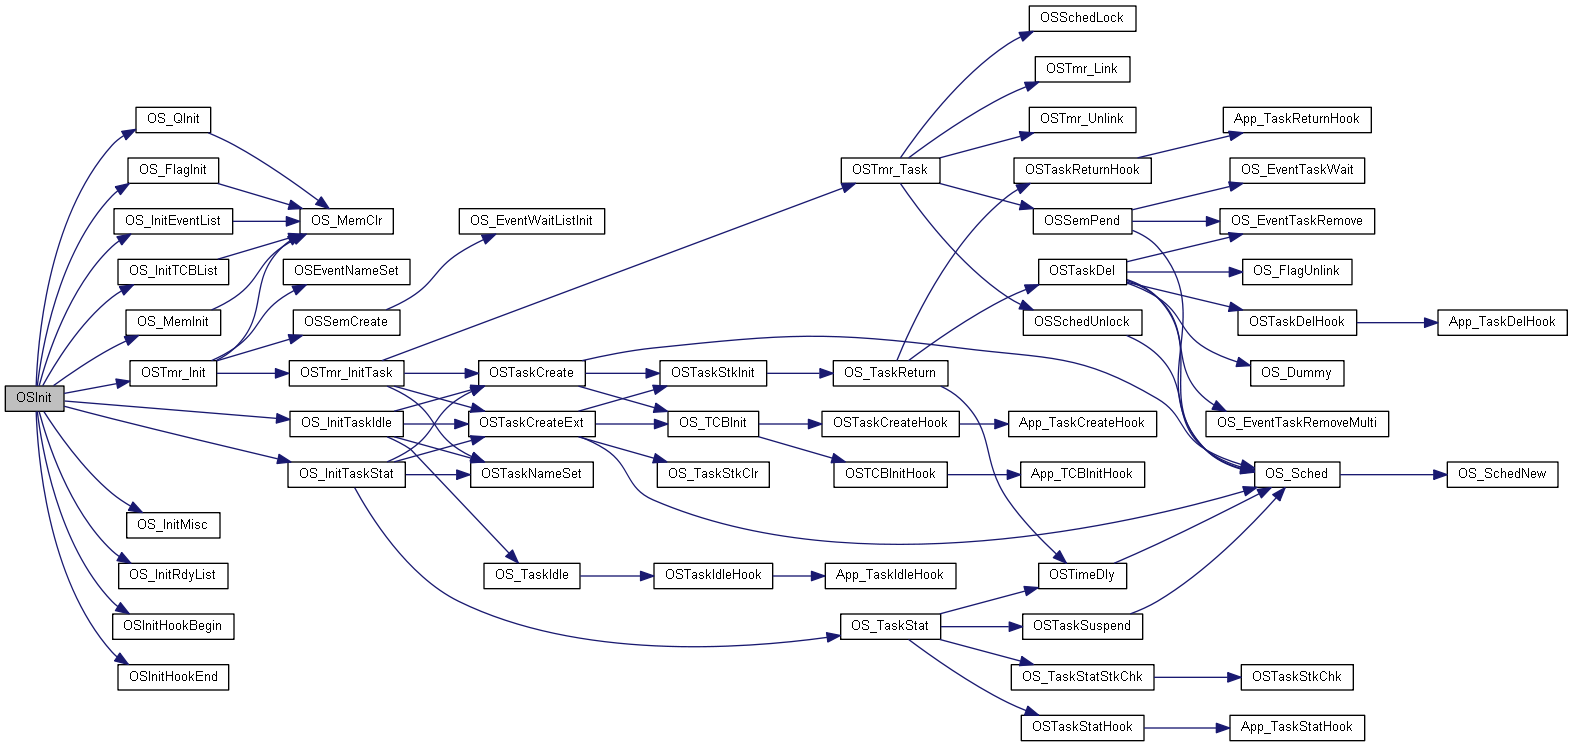 OSInit
OS_QInit
OS_FlagInit
OS_InitEventList
OS_InitTCBList
OS_MemInit
OSTmr_Init
OS_InitMisc
OS_InitRdyList
OSInitHookBegin
OSInitHookEnd
OS_MemClr
OSEventNameSet
OSSemCreate
OSTmr_InitTask
OS_InitTaskIdle
OS_InitTaskStat
OS_EventWaitListInit
OSTaskCreate
OSTaskCreateExt
OSTaskNameSet
OS_TaskIdle
OSTaskStkInit
OS_TCBInit
OS_TaskStkClr
OSTaskIdleHook
OSTmr_Task
OS_TaskReturn
OSTaskCreateHook
OSTCBInitHook
App_TaskIdleHook
OS_TaskStat
OSSchedLock
OSTmr_Link
OSTmr_Unlink
OSTaskReturnHook
OSSemPend
OSTaskDel
OSSchedUnlock
App_TaskCreateHook
App_TCBInitHook
OSTimeDly
OSTaskSuspend
OS_TaskStatStkChk
OSTaskStatHook
App_TaskReturnHook
OS_EventTaskWait
OS_EventTaskRemove
OS_FlagUnlink
OSTaskDelHook
OS_Dummy
OS_EventTaskRemoveMulti
OS_Sched
OSTaskStkChk
App_TaskStatHook
App_TaskDelHook
OS_SchedNew